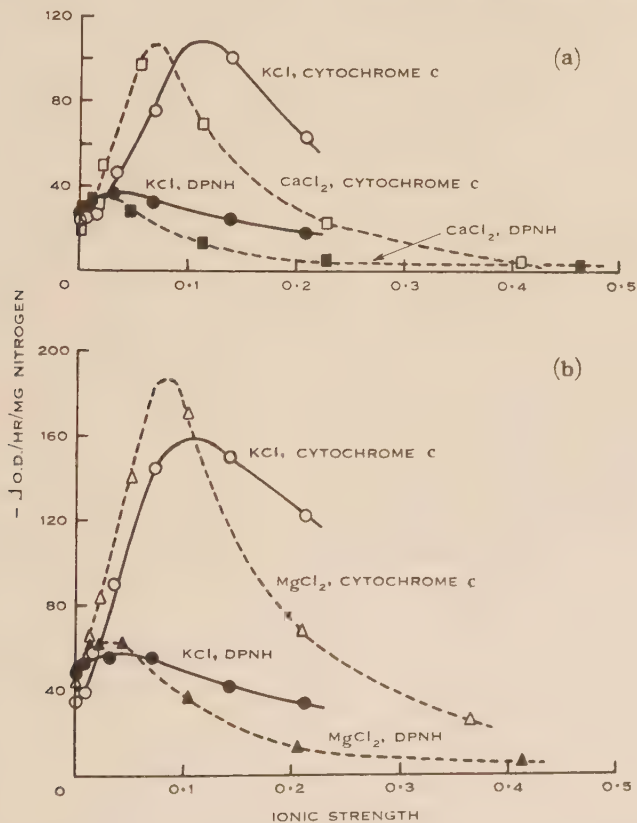 (a)
120
80
40
0
KCl, CYTOCHROME C
KCl, DPNH
CaCl2, CYTOCHROME C
CaCl2, DPNH
0·1
0·2
0·3
0·4
0·5
- ⅃ O.D./HR/MG NITROGEN
(b)
200
160
120
80
40
0
KCl, CYTOCHROME C
MgCl2, CYTOCHROME C
KCl, DPNH
MgCl2, DPNH
0·1
0·2
0·3
0·4
0·5
IONIC STRENGTH